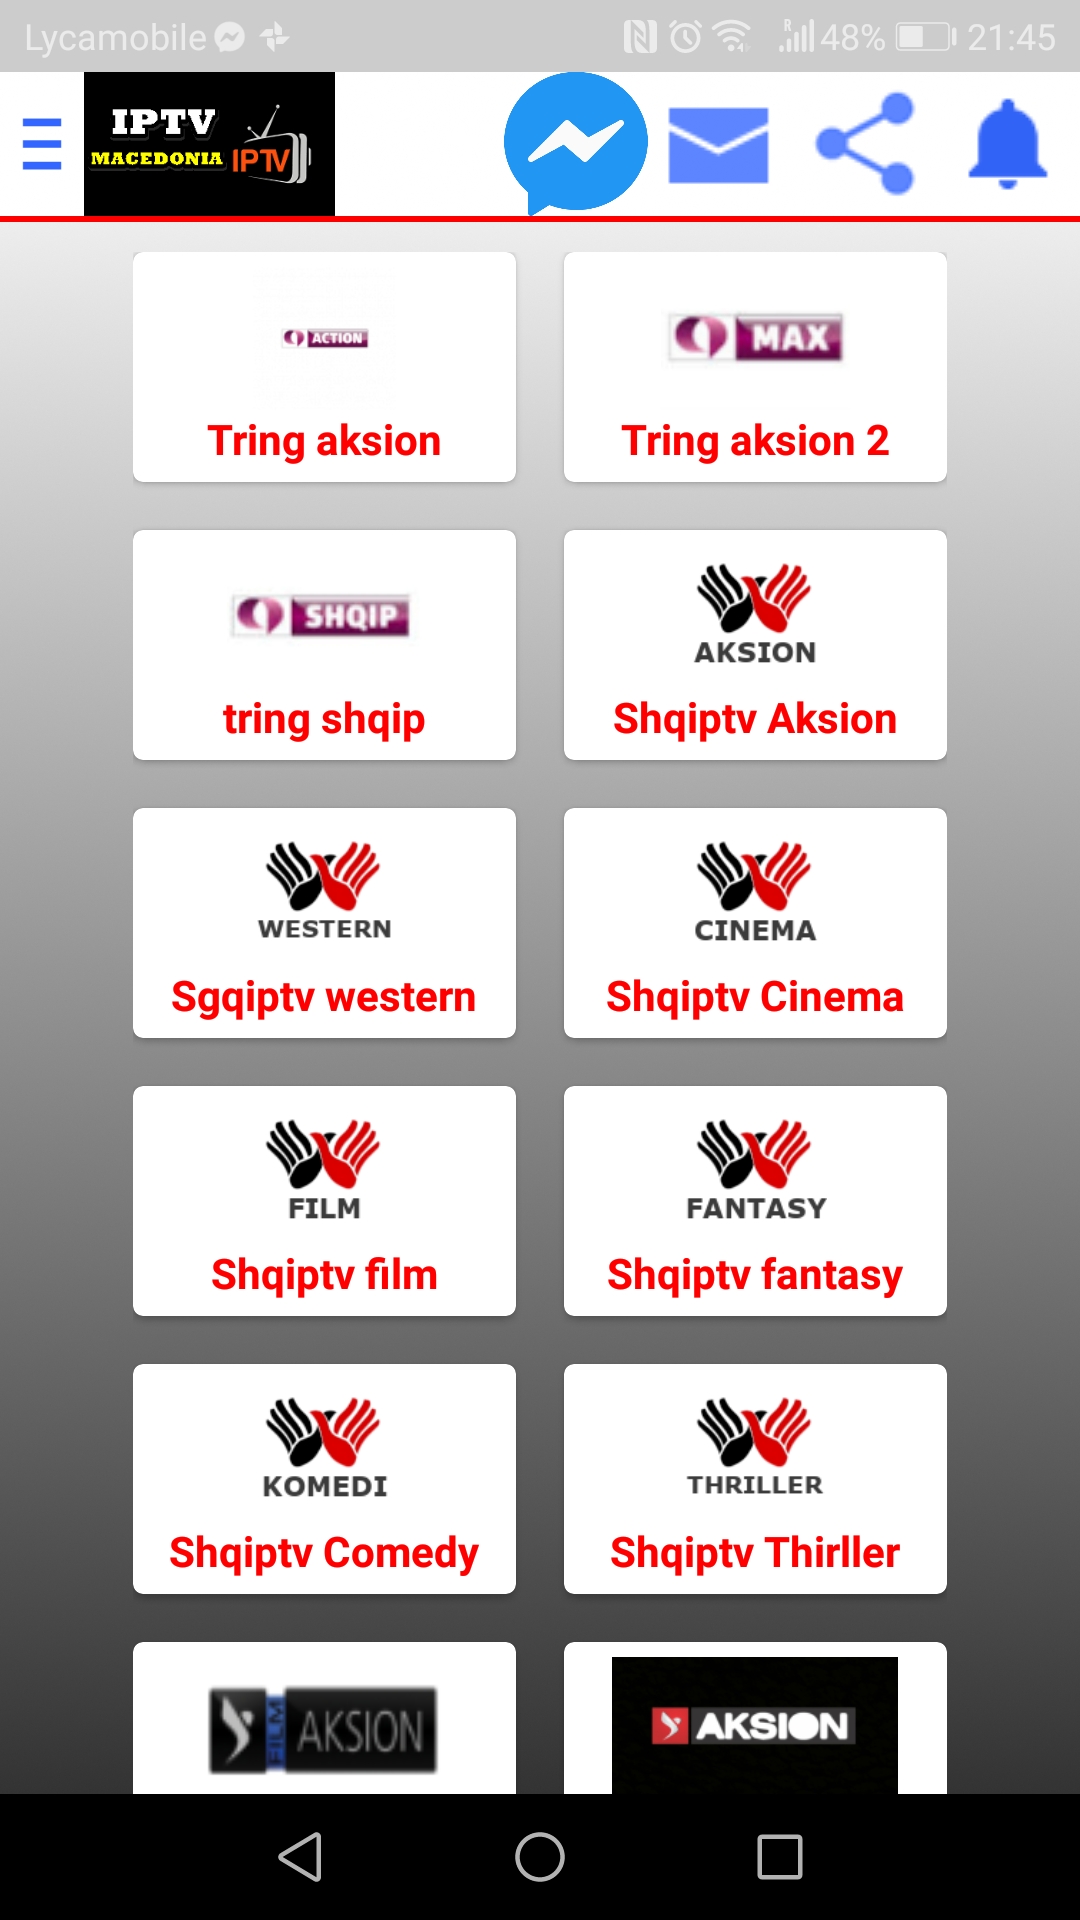 Lycamobile 48% 21:45
IPTV
MACEDONIA IPTV
ACTION
MAX
Tring aksion
Tring aksion 2
SHQIP
AKSION
tring shqip
Shqiptv Aksion
WESTERN
CINEMA
Sgqiptv western
Shqiptv Cinema
FILM
FANTASY
Shqiptv film
Shqiptv fantasy
KOMEDI
THRILLER
Shqiptv Comedy
Shqiptv Thirller
FILM AKSION
AKSION